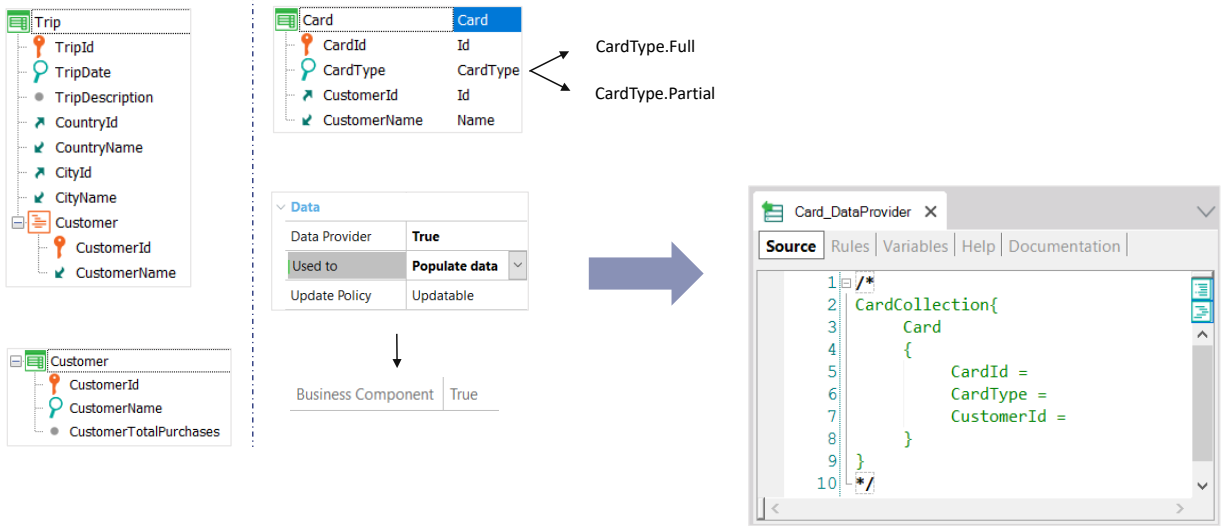 Trip
TripId
TripDate
TripDescription
CountryId
CountryName
CityId
CityName
Customer
CustomerId
CustomerName
Customer
CustomerId
CustomerName
CustomerTotalPurchases
Card Card
CardId Id
CardType CardType
CustomerId Id
CustomerName Name
CardType.Full
CardType.Partial
Data
Data Provider True
Used to Populate data
Update Policy Updatable
Business Component True
Card_DataProvider
Source Rules Variables Help Documentation
1 /*
2 CardCollection{
3 Card
4 {
5 CardId =
6 CardType =
7 CustomerId =
8 }
9 }
10 */